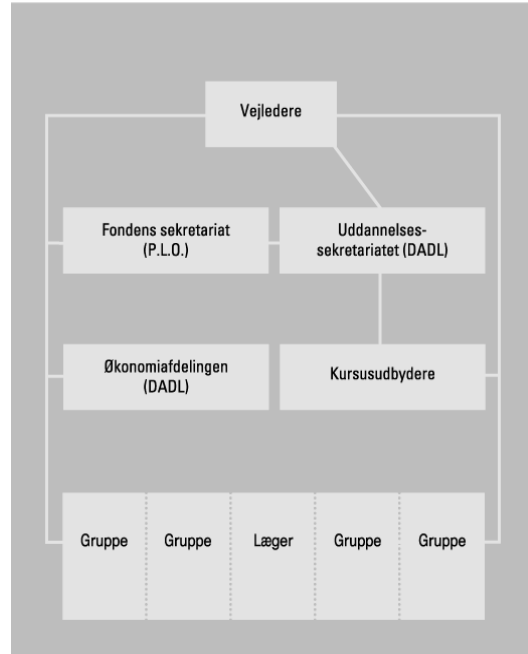 Vejledere
Fondens sekretariat
(P.L.O.)
Uddannelses-
sekretariatet (DADL)
Økonomiafdelingen
(DADL)
Kursusudbydere
Gruppe
Gruppe
Læger
Gruppe
Gruppe